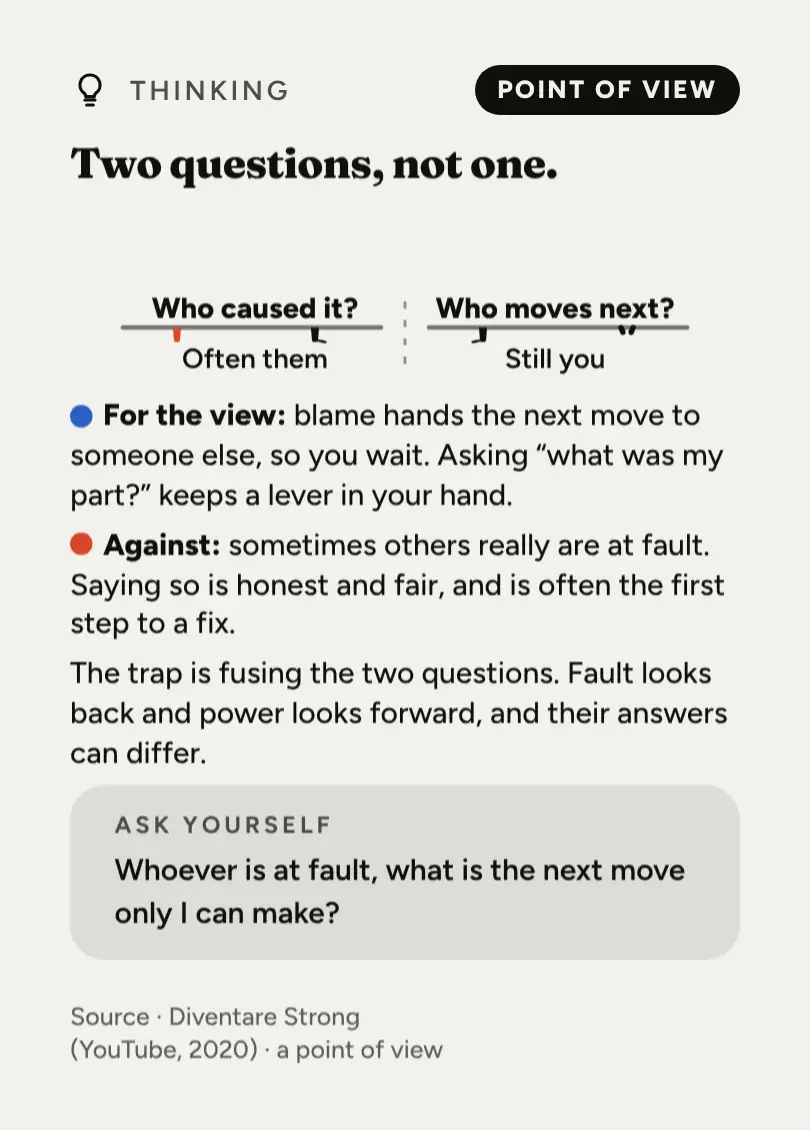 THINKING
POINT OF VIEW
Two questions, not one.
Who caused it?
Often them
Who moves next?
Still you
For the view: blame hands the next move to
someone else, so you wait. Asking “what was my
part?” keeps a lever in your hand.
Against: sometimes others really are at fault.
Saying so is honest and fair, and is often the first
step to a fix.
The trap is fusing the two questions. Fault looks
back and power looks forward, and their answers
can differ.
ASK YOURSELF
Whoever is at fault, what is the next move
only I can make?
Source · Diventare Strong
(YouTube, 2020) · a point of view